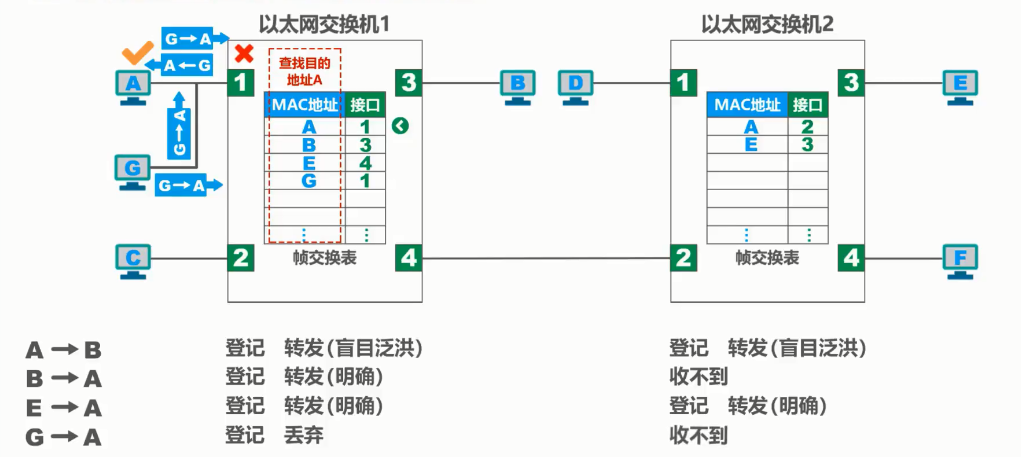 以太网交换机1
以太网交换机2
G→A
A←G
G→A
G→A
A
G
C
B
D
E
F
1
2
3
4
查找目的
地址A
MAC地址 接口
A 1
B 3
E 4
G 1
⋮ ⋮
帧交换表
1
2
3
4
MAC地址 接口
A 2
E 3
⋮ ⋮
帧交换表
A→B 登记 转发(盲目泛洪) 登记 转发(盲目泛洪)
B→A 登记 转发(明确) 收不到
E→A 登记 转发(明确) 登记 转发(明确)
G→A 登记 丢弃 收不到